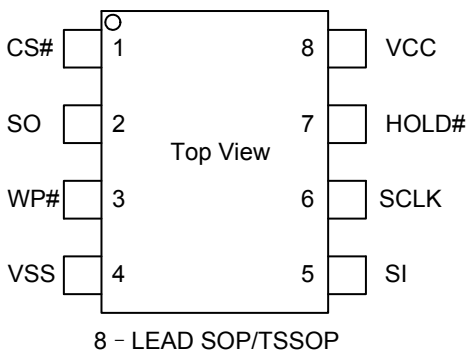 CS# 1 8 VCC
SO 2 7 HOLD#
Top View
WP# 3 6 SCLK
VSS 4 5 SI
8 – LEAD SOP/TSSOP